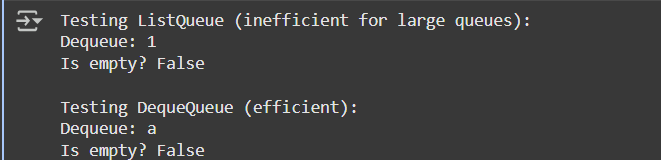 Testing ListQueue (inefficient for large queues):
Dequeue: 1
Is empty? False
Testing DequeQueue (efficient):
Dequeue: a
Is empty? False